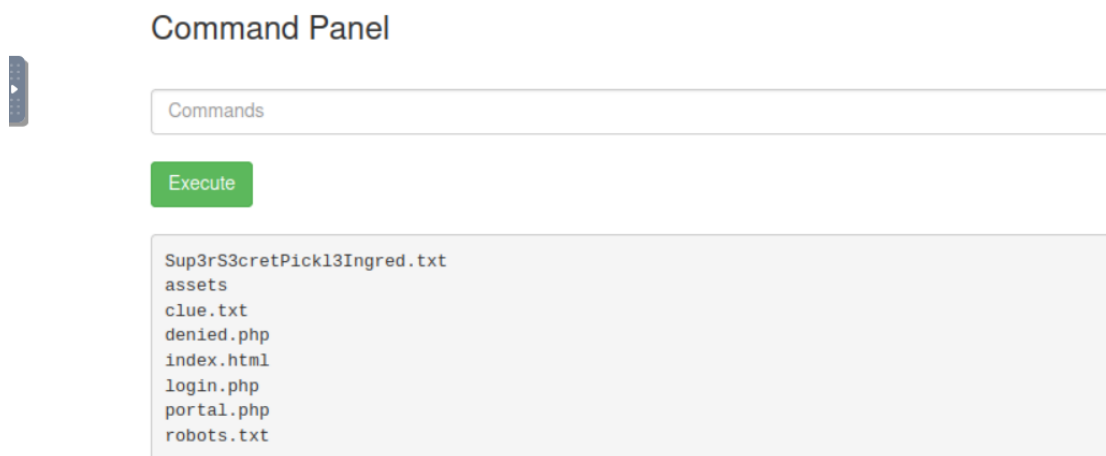 Command Panel
Commands
Execute
Sup3rS3cretPickl3Ingred.txt
assets
clue.txt
denied.php
index.html
login.php
portal.php
robots.txt